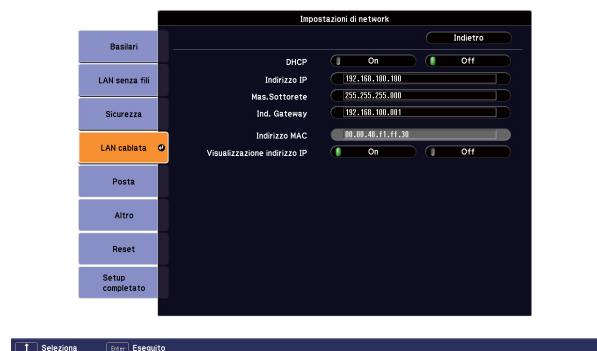 Impostazioni di network
Indietro
Basilari
LAN senza fili
Sicurezza
LAN cablata
Posta
Altro
Reset
Setup
completato
DHCP On Off
Indirizzo IP 192.168.100.100
Mas.Sottorete 255.255.255.000
Ind. Gateway 192.168.100.001
Indirizzo MAC 80.00.48.f1.ff.30
Visualizzazione indirizzo IP On Off
Seleziona Enter Eseguito